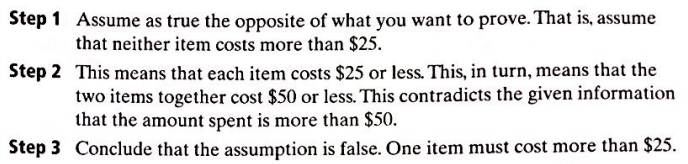 Step 1 Assume as true the opposite of what you want to prove. That is, assume
that neither item costs more than $25.
Step 2 This means that each item costs $25 or less. This, in turn, means that the
two items together cost $50 or less. This contradicts the given information
that the amount spent is more than $50.
Step 3 Conclude that the assumption is false. One item must cost more than $25.